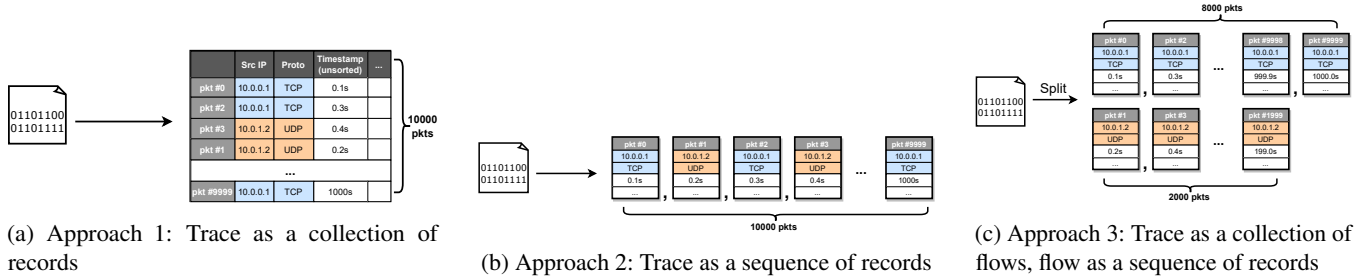 01101100
01101111
Src IP Proto Timestamp (unsorted) ...
pkt #0 10.0.0.1 TCP 0.1s
pkt #2 10.0.0.1 TCP 0.3s
pkt #3 10.0.1.2 UDP 0.4s
pkt #1 10.0.1.2 UDP 0.2s
...
pkt #9999 10.0.0.1 TCP 1000s
10000
pkts
(a) Approach 1: Trace as a collection of
records
01101100
01101111
pkt #0 pkt #1 pkt #2 pkt #3 pkt #9999
10.0.0.1 10.0.1.2 10.0.0.1 10.0.1.2 10.0.0.1
TCP UDP TCP UDP ... TCP
0.1s 0.2s 0.3s 0.4s 1000s
... , ... , ... , ... , ...
10000 pkts
(b) Approach 2: Trace as a sequence of records
8000 pkts
pkt #0 pkt #2 pkt #9998 pkt #9999
10.0.0.1 10.0.0.1 10.0.0.1 10.0.0.1
TCP TCP ... TCP TCP
0.1s 0.3s 999.9s 1000.0s
... , ... , ... , ...
01101100
01101111
Split
pkt #1 pkt #3 pkt #1999
10.0.1.2 10.0.1.2 10.0.1.2
UDP UDP ... UDP
0.2s 0.4s 199.0s
... , ... , ...
2000 pkts
(c) Approach 3: Trace as a collection of
flows, flow as a sequence of records